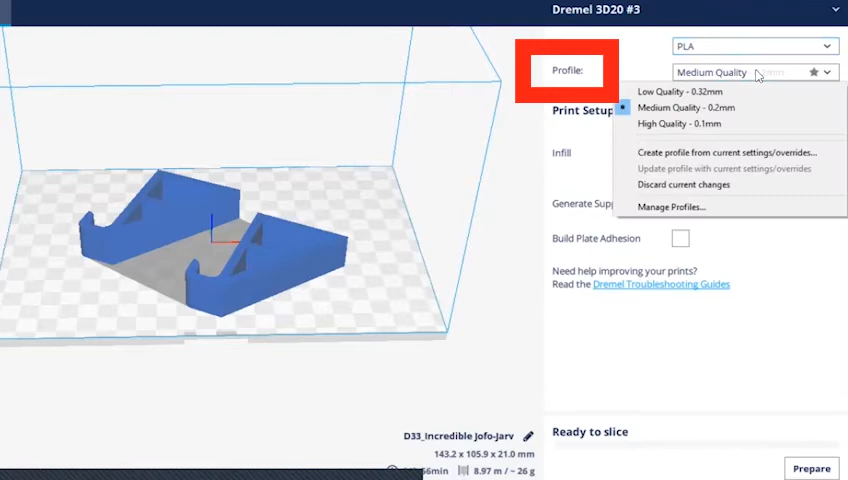 Dremel 3D20 #3
PLA
Profile:
Medium Quality
Low Quality - 0.32mm
Medium Quality - 0.2mm
High Quality - 0.1mm
Print Setup
Infill
Create profile from current settings/overrides...
Update profile with current settings/overrides
Discard current changes
Generate Supp
Manage Profiles...
Build Plate Adhesion
Need help improving your prints?
Read the Dremel Troubleshooting Guides
D33_Incredible Jofo-Jarv
143.2 x 105.9 x 21.0 mm
8.97 m / ~ 26 g
Ready to slice
Prepare